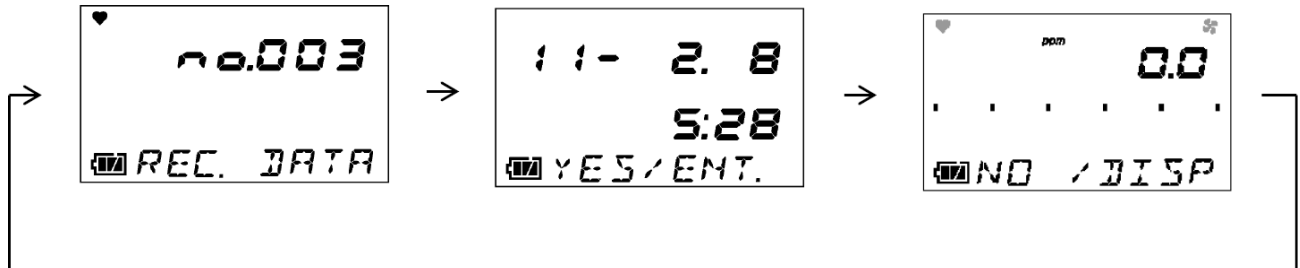 no.003
REC. DATA
11- 2. 8
5:28
YES/ENT.
ppm
0.0
NO /DISP